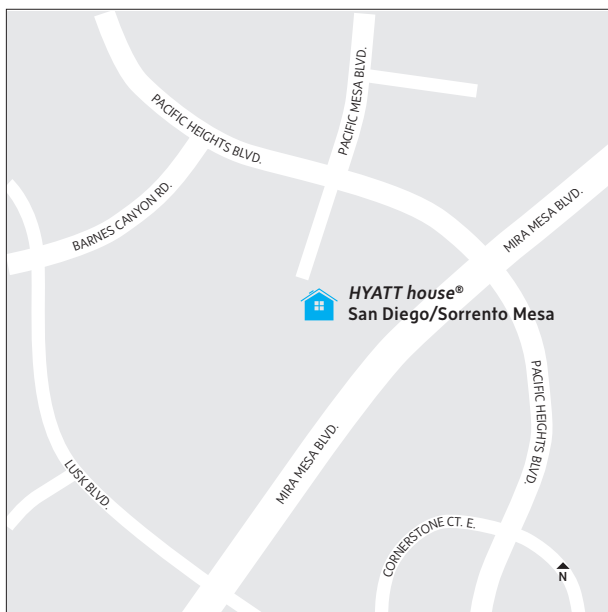 PACIFIC MESA BLVD.
PACIFIC HEIGHTS BLVD.
BARNES CANYON RD.
MIRA MESA BLVD.
HYATT house®
San Diego/Sorrento Mesa
PACIFIC HEIGHTS BLVD.
MIRA MESA BLVD.
LUSK BLVD.
CORNERSTONE CT. E.
N